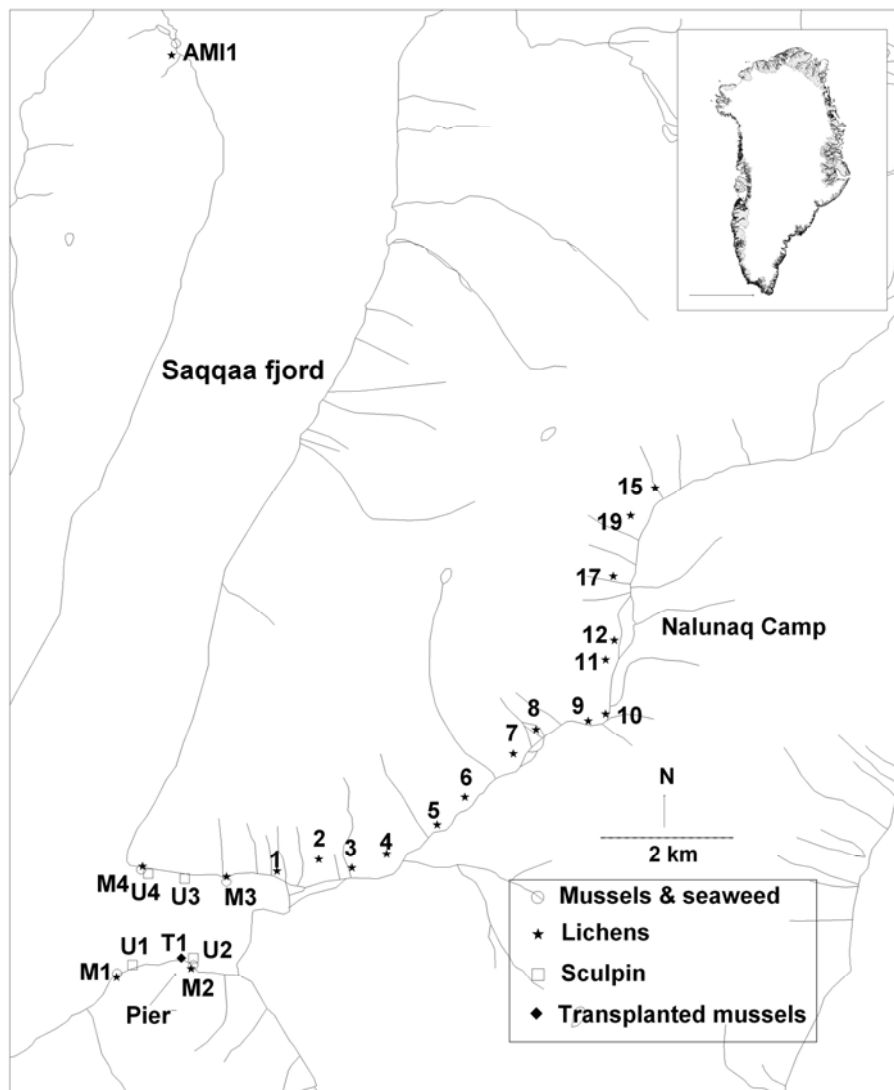 AMI1
Saqqaa fjord
15
19
17
12
Nalunaq Camp
11
9
10
8
7
N
6
5
2 km
2
3
4
1
M4
U4
U3
M3
Mussels & seaweed
Lichens
U1
T1
U2
Sculpin
M1
M2
Pier
Transplanted mussels